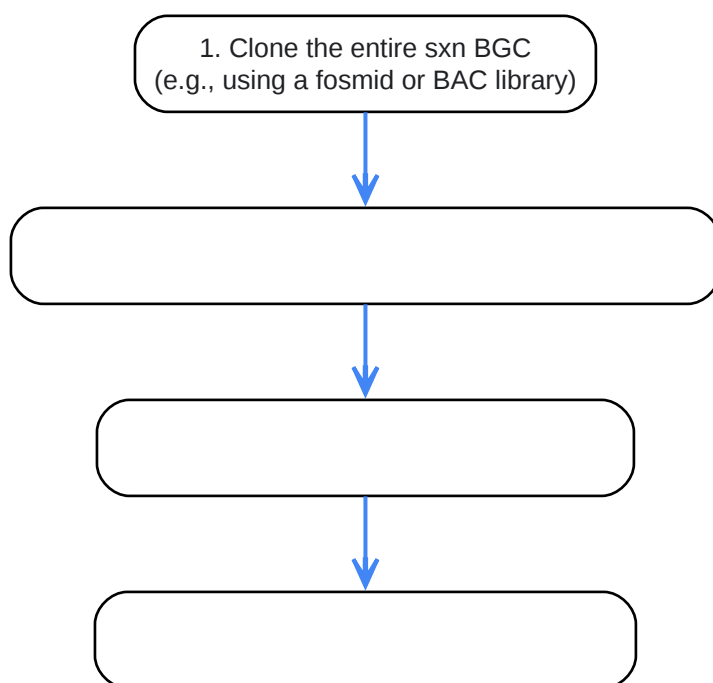 1. Clone the entire sxn BGC
(e.g., using a fosmid or BAC library)